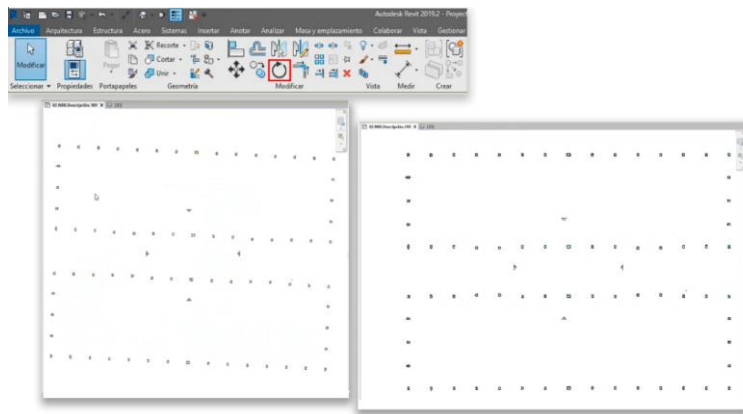 Autodesk Revit 2019.2 - Project
Archivo Arquitectura Estructura Acero Sistemas Insertar Anotar Analizar Masa y emplazamiento Colaborar Vista Gestionar
Recorte
Cortar
Unir
Modificar
Pegar
Seleccionar Propiedades Portapapeles Geometría Modificar Vista Medir Crear